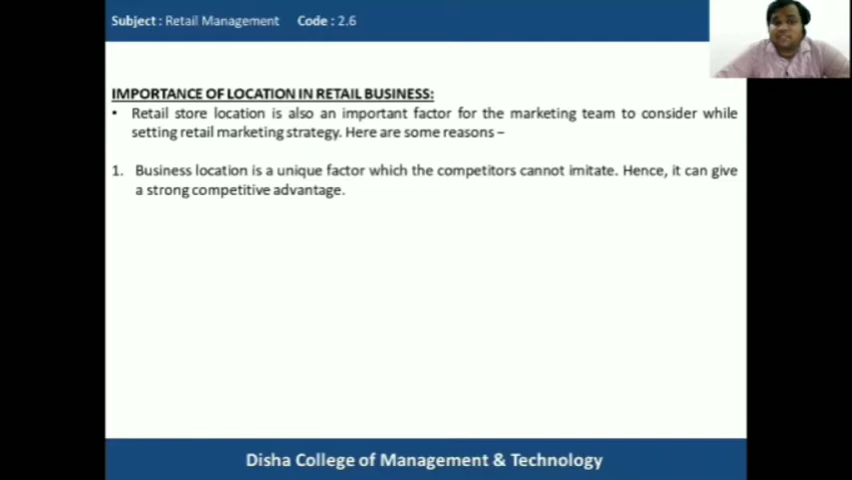 Subject : Retail Management Code : 2.6
IMPORTANCE OF LOCATION IN RETAIL BUSINESS:
• Retail store location is also an important factor for the marketing team to consider while
setting retail marketing strategy. Here are some reasons –
1. Business location is a unique factor which the competitors cannot imitate. Hence, it can give
a strong competitive advantage.
Disha College of Management & Technology